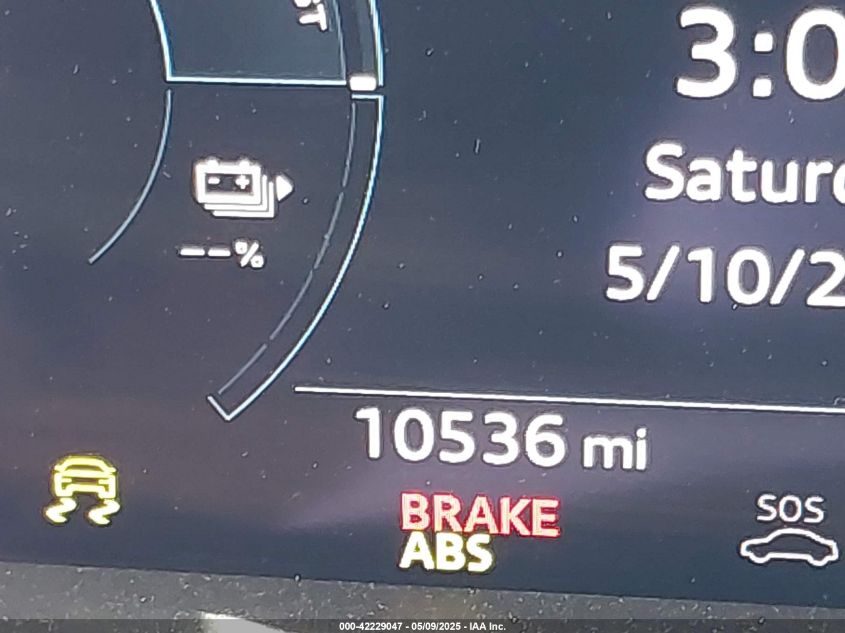 3:0
Satur
5/10/2
--%
10536 mi
BRAKE
ABS
SOS
000-42229047 - 05/09/2025 - IAA Inc.